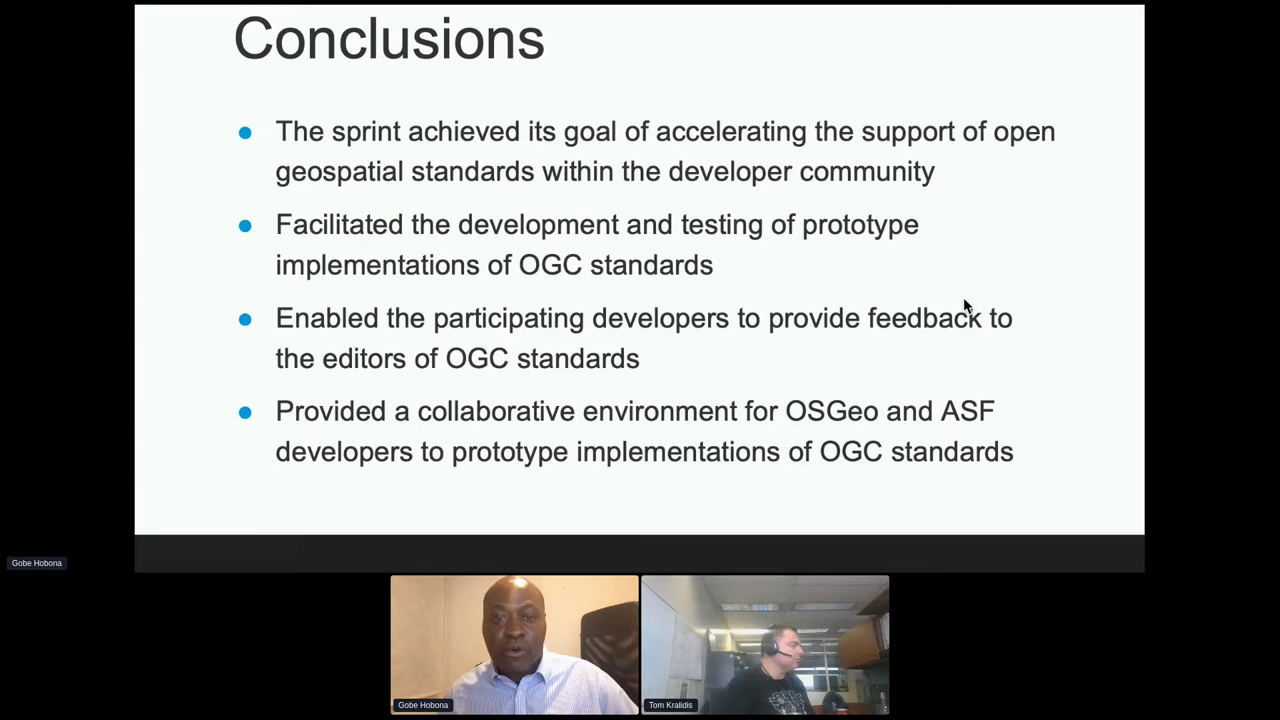 Conclusions
The sprint achieved its goal of accelerating the support of open
geospatial standards within the developer community
Facilitated the development and testing of prototype
implementations of OGC standards
Enabled the participating developers to provide feedback to
the editors of OGC standards
Provided a collaborative environment for OSGeo and ASF
developers to prototype implementations of OGC standards
Gobe Hobona
Gobe Hobona
Tom Kralidis